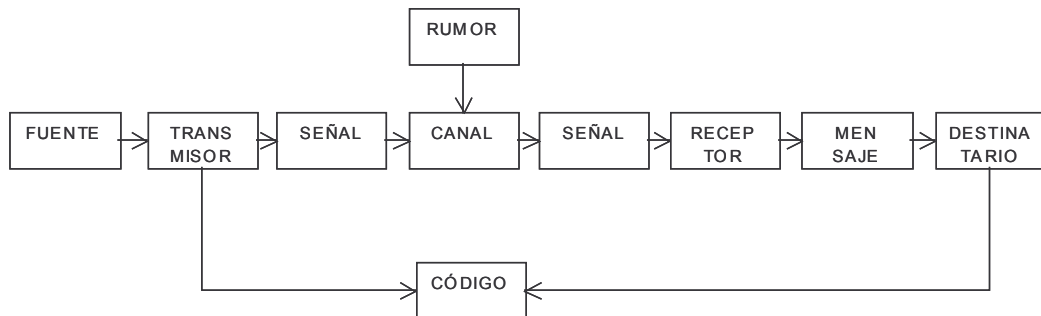 RUMOR
FUENTE
TRANS
MISOR
SEÑAL
CANAL
SEÑAL
RECEP
TOR
MEN
SAJE
DESTINA
TARIO
CÓDIGO